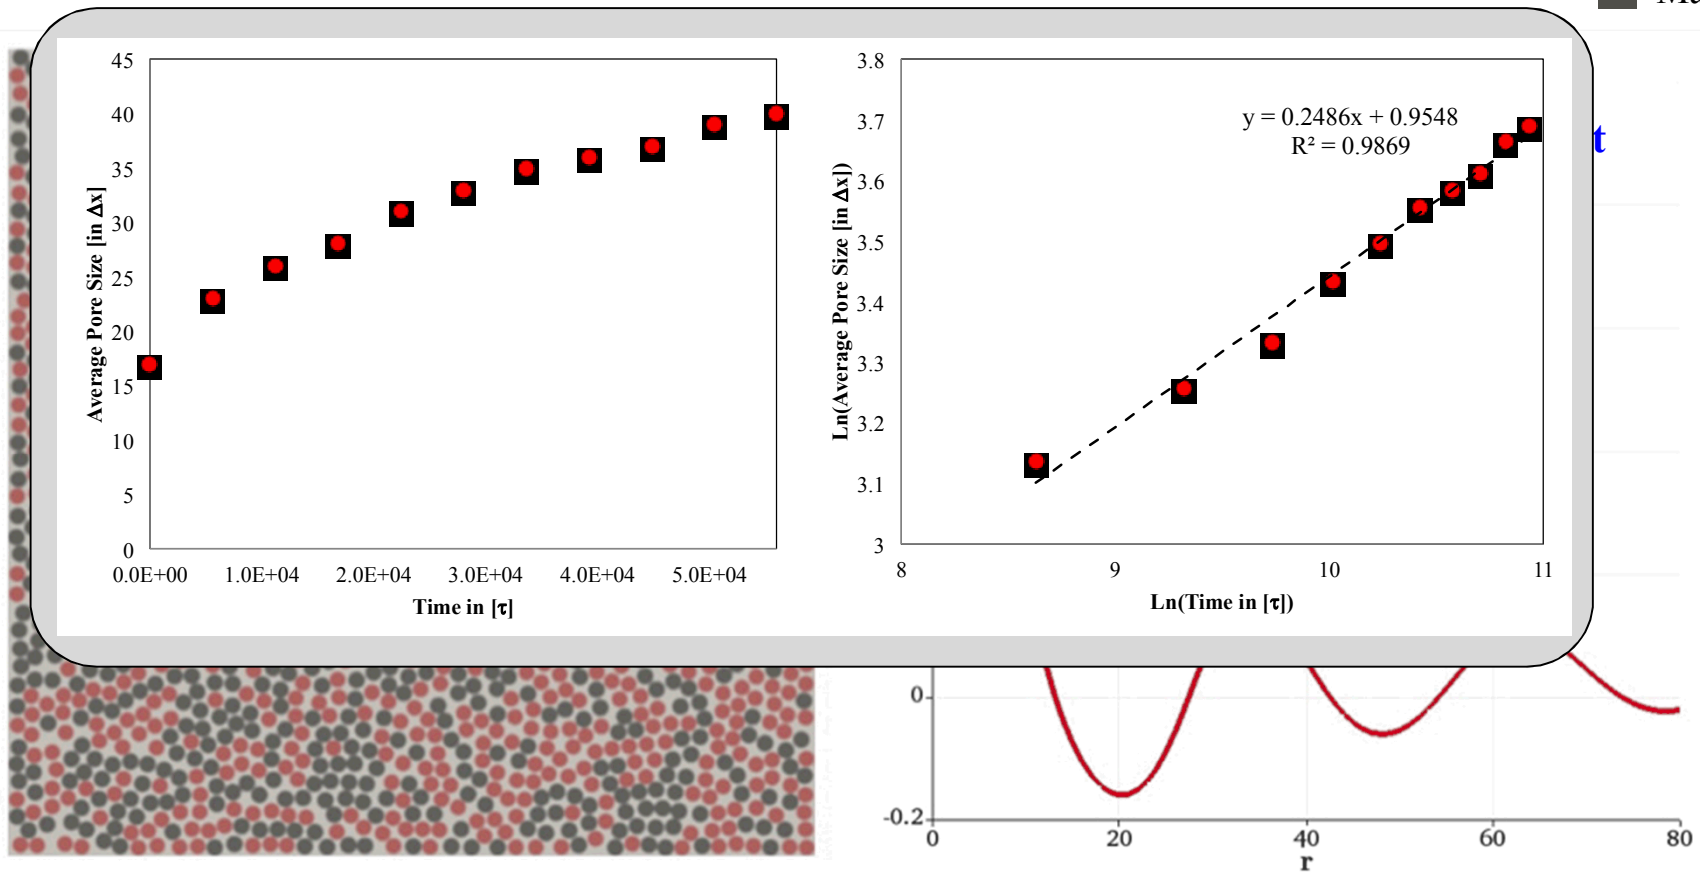 45
40
35
30
25
20
15
10
5
0
Average Pore Size [in Δx]
0.0E+00 1.0E+04 2.0E+04 3.0E+04 4.0E+04 5.0E+04
Time in [τ]
3.8
3.7
3.6
3.5
3.4
3.3
3.2
3.1
3
Ln(Average Pore Size [in Δx])
y = 0.2486x + 0.9548
R² = 0.9869
8 9 10 11
Ln(Time in [τ])
t
0
-0.2
0 20 40 60 80
r